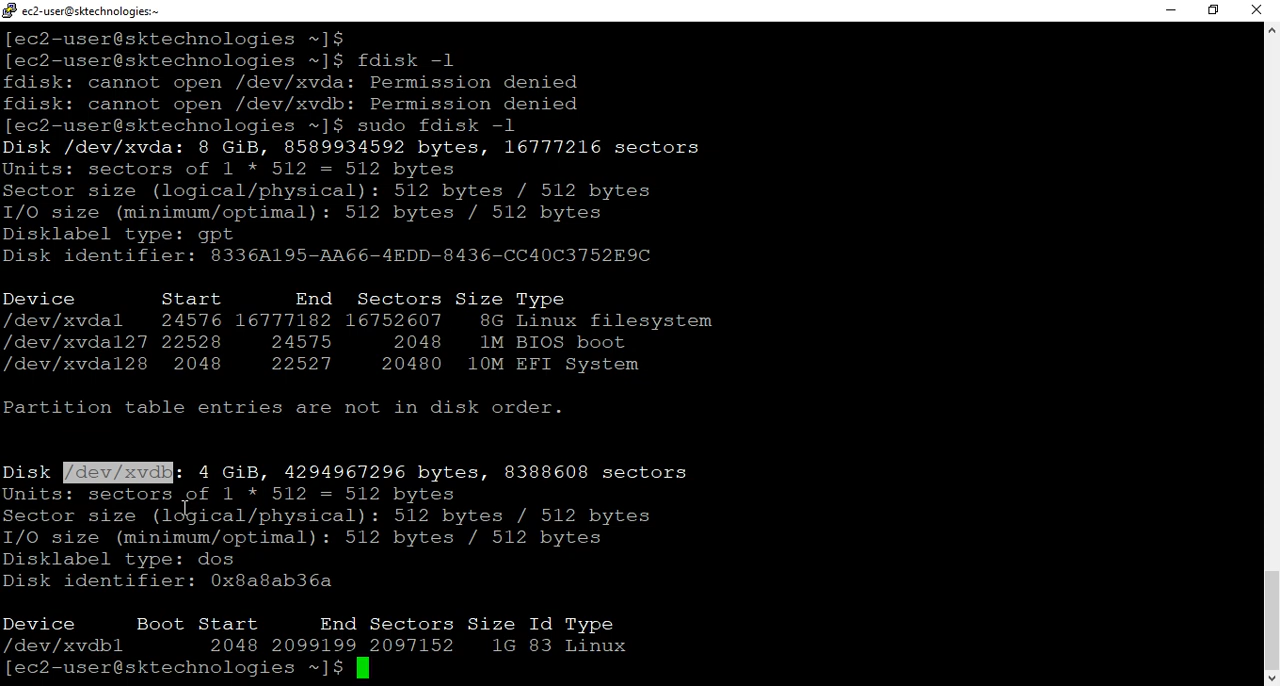 ec2-user@sktechnologies:~
[ec2-user@sktechnologies ~]$
[ec2-user@sktechnologies ~]$ fdisk -l
fdisk: cannot open /dev/xvda: Permission denied
fdisk: cannot open /dev/xvdb: Permission denied
[ec2-user@sktechnologies ~]$ sudo fdisk -l
Disk /dev/xvda: 8 GiB, 8589934592 bytes, 16777216 sectors
Units: sectors of 1 * 512 = 512 bytes
Sector size (logical/physical): 512 bytes / 512 bytes
I/O size (minimum/optimal): 512 bytes / 512 bytes
Disklabel type: gpt
Disk identifier: 8336A195-AA66-4EDD-8436-CC40C3752E9C
Device       Start      End  Sectors Size Type
/dev/xvda1   24576 16777182 16752607   8G Linux filesystem
/dev/xvda127 22528    24575     2048   1M BIOS boot
/dev/xvda128  2048    22527    20480  10M EFI System
Partition table entries are not in disk order.
Disk /dev/xvdb: 4 GiB, 4294967296 bytes, 8388608 sectors
Units: sectors of 1 * 512 = 512 bytes
Sector size (logical/physical): 512 bytes / 512 bytes
I/O size (minimum/optimal): 512 bytes / 512 bytes
Disklabel type: dos
Disk identifier: 0x8a8ab36a
Device     Boot Start     End Sectors Size Id Type
/dev/xvdb1       2048 2099199 2097152   1G 83 Linux
[ec2-user@sktechnologies ~]$